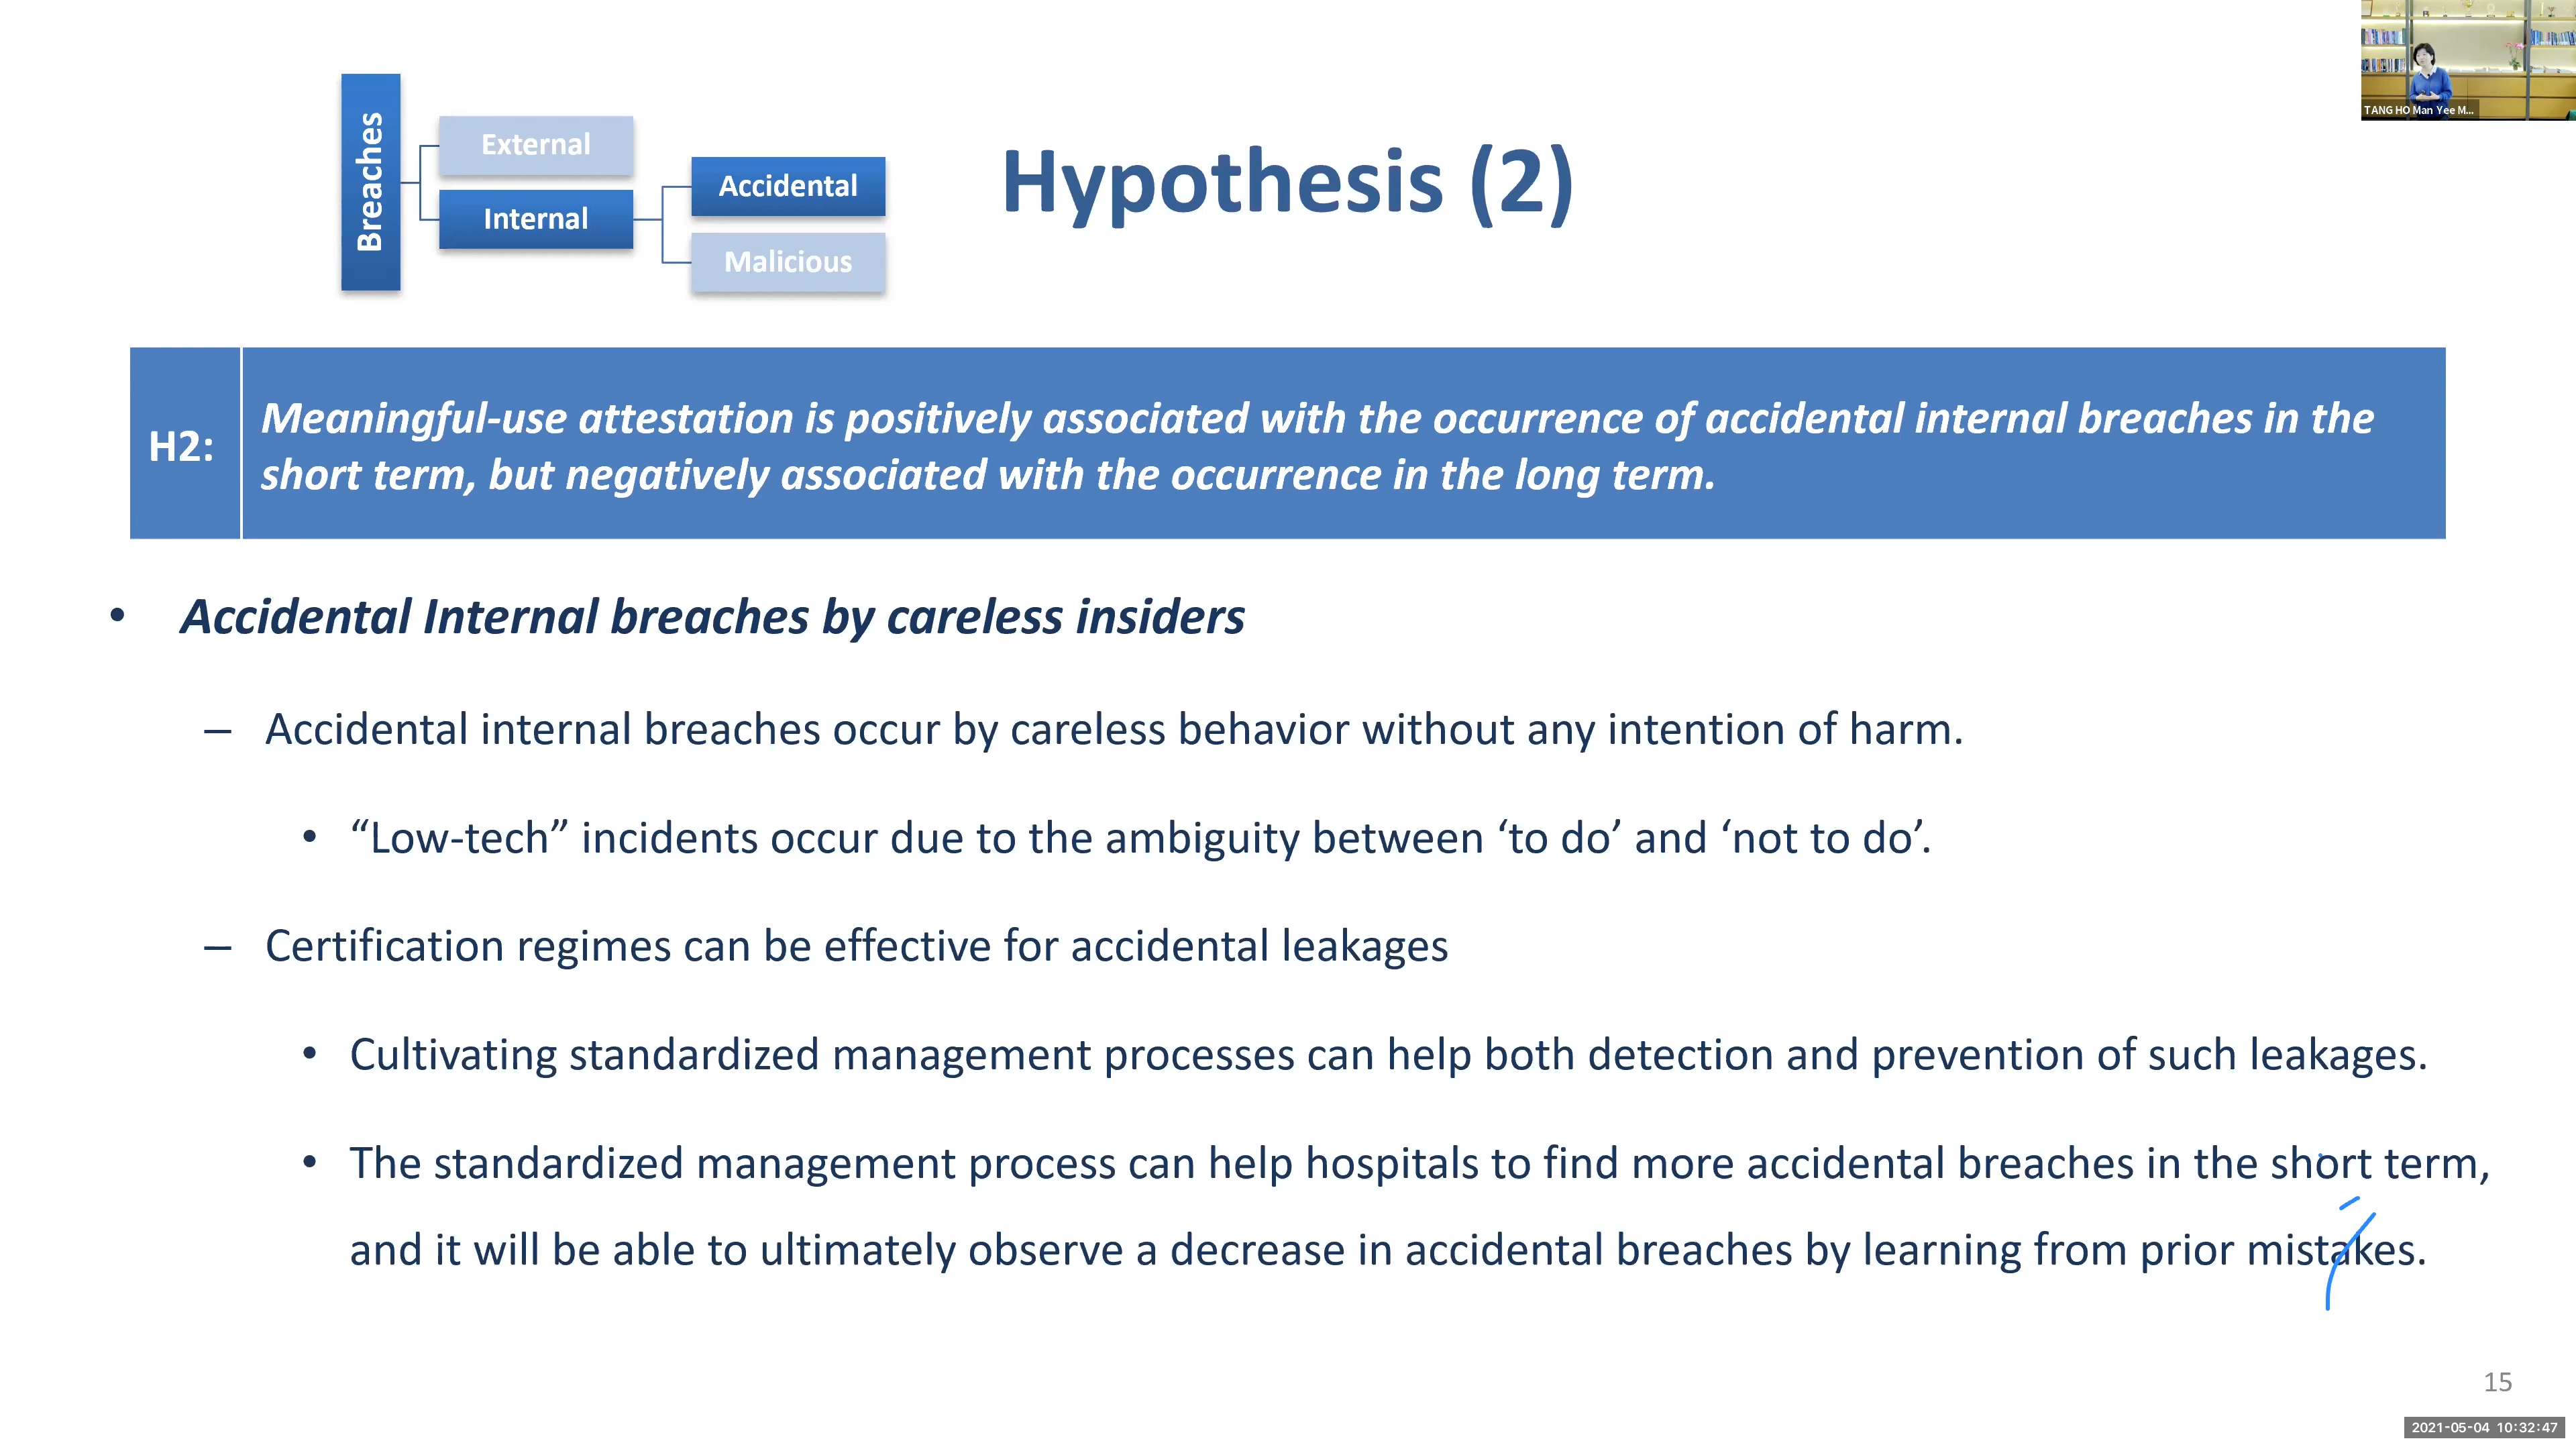 TANG HO Man Yee M...
Breaches
External
Internal
Accidental
Malicious
Hypothesis (2)
H2:
Meaningful-use attestation is positively associated with the occurrence of accidental internal breaches in the
short term, but negatively associated with the occurrence in the long term.
• Accidental Internal breaches by careless insiders
– Accidental internal breaches occur by careless behavior without any intention of harm.
• “Low-tech” incidents occur due to the ambiguity between ‘to do’ and ‘not to do’.
– Certification regimes can be effective for accidental leakages
• Cultivating standardized management processes can help both detection and prevention of such leakages.
• The standardized management process can help hospitals to find more accidental breaches in the short term,
and it will be able to ultimately observe a decrease in accidental breaches by learning from prior mistakes.
15
2021-05-04 10:32:47